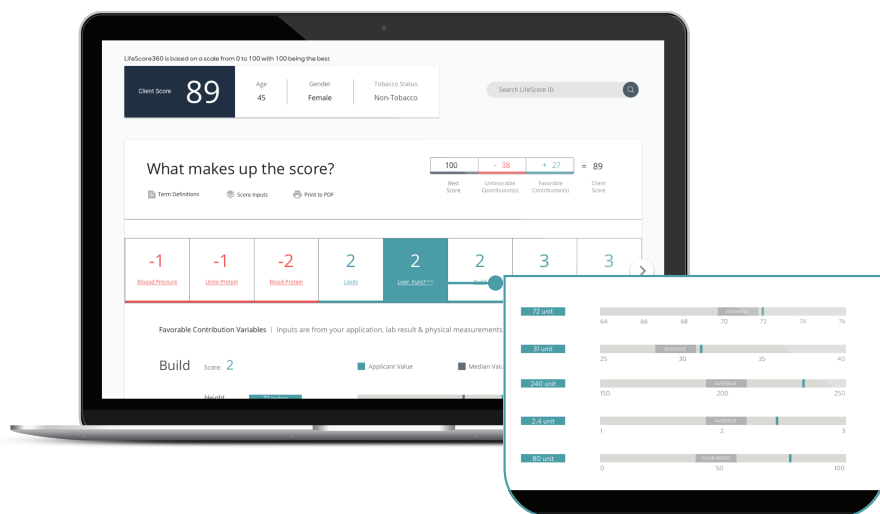 LifeScore360 is based on a scale from 0 to 100 with 100 being the best
Client Score 89
Age
45
Gender
Female
Tobacco Status
Non-Tobacco
Search LifeScore ID
What makes up the score?
Term Definitions
Score Inputs
Print to PDF
100 - 38 + 27 = 89
Best Score
Unfavorable Contribution(s)
Favorable Contribution(s)
Client Score
-1 -1 -2 2 2 2 3 3
Blood Pressure
Urine Protein
Blood Protein
Lipids
Liver Funct
Favorable Contribution Variables | Inputs are from your application, lab result & physical measurements
Build Score: 2
Applicant Value
Median Valu
Height
72 inches
72 unit
AVERAGE
64 66 68 70 72 74 76
31 unit
AVERAGE
25 30 35 40
240 unit
AVERAGE
150 200 250
2.4 unit
AVERAGE
1 2 3
80 unit
YOUR PEERS
0 50 100